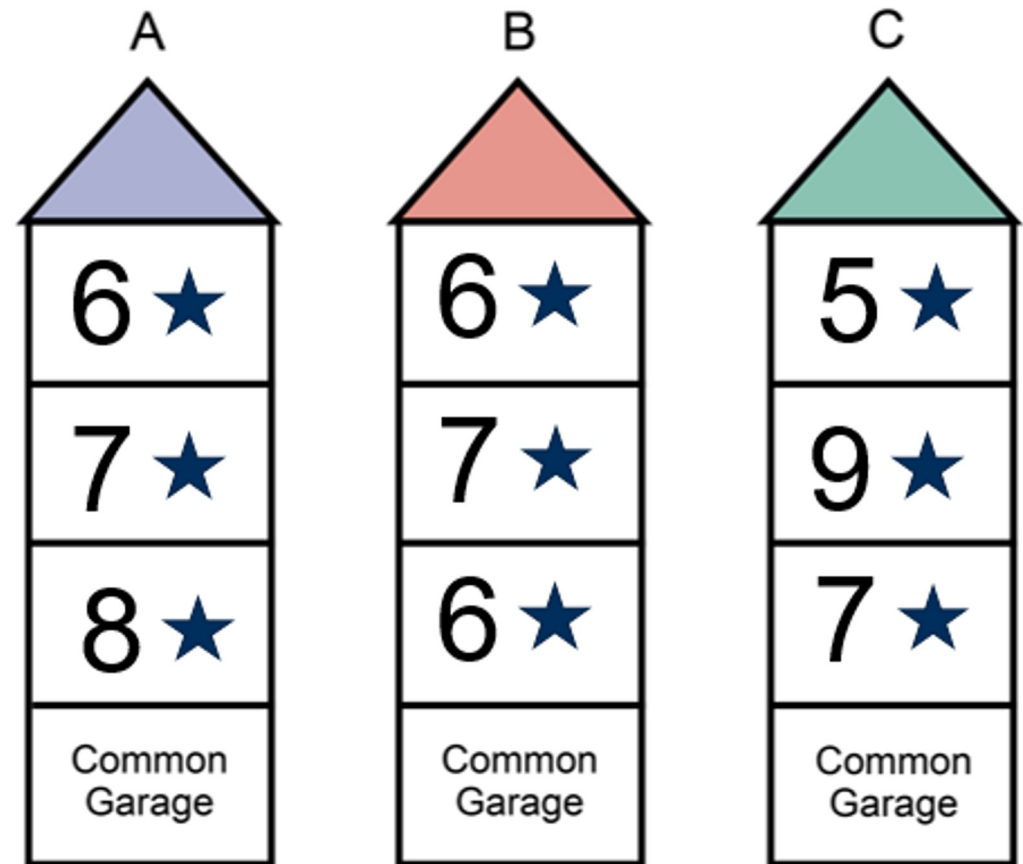 A B C
6 ★ 6 ★ 5 ★
7 ★ 7 ★ 9 ★
8 ★ 6 ★ 7 ★
Common Garage
Common Garage
Common Garage